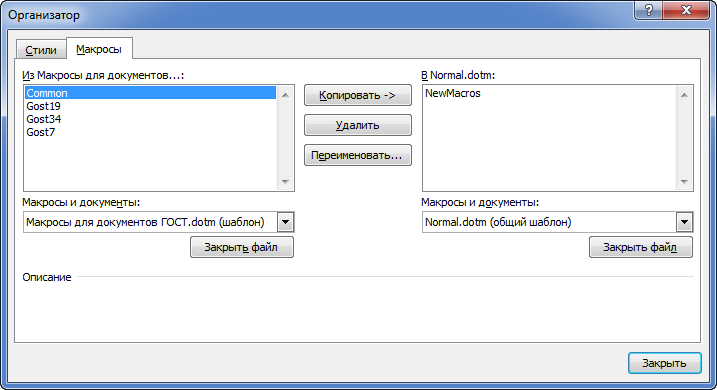 Организатор
?
Стили
Макросы
Из Макросы для документов...:
Common
Gost19
Gost34
Gost7
Копировать ->
Удалить
Переименовать...
В Normal.dotm:
NewMacros
Макросы и документы:
Макросы для документов ГОСТ.dotm (шаблон)
Закрыть файл
Макросы и документы:
Normal.dotm (общий шаблон)
Закрыть файл
Описание
Закрыть